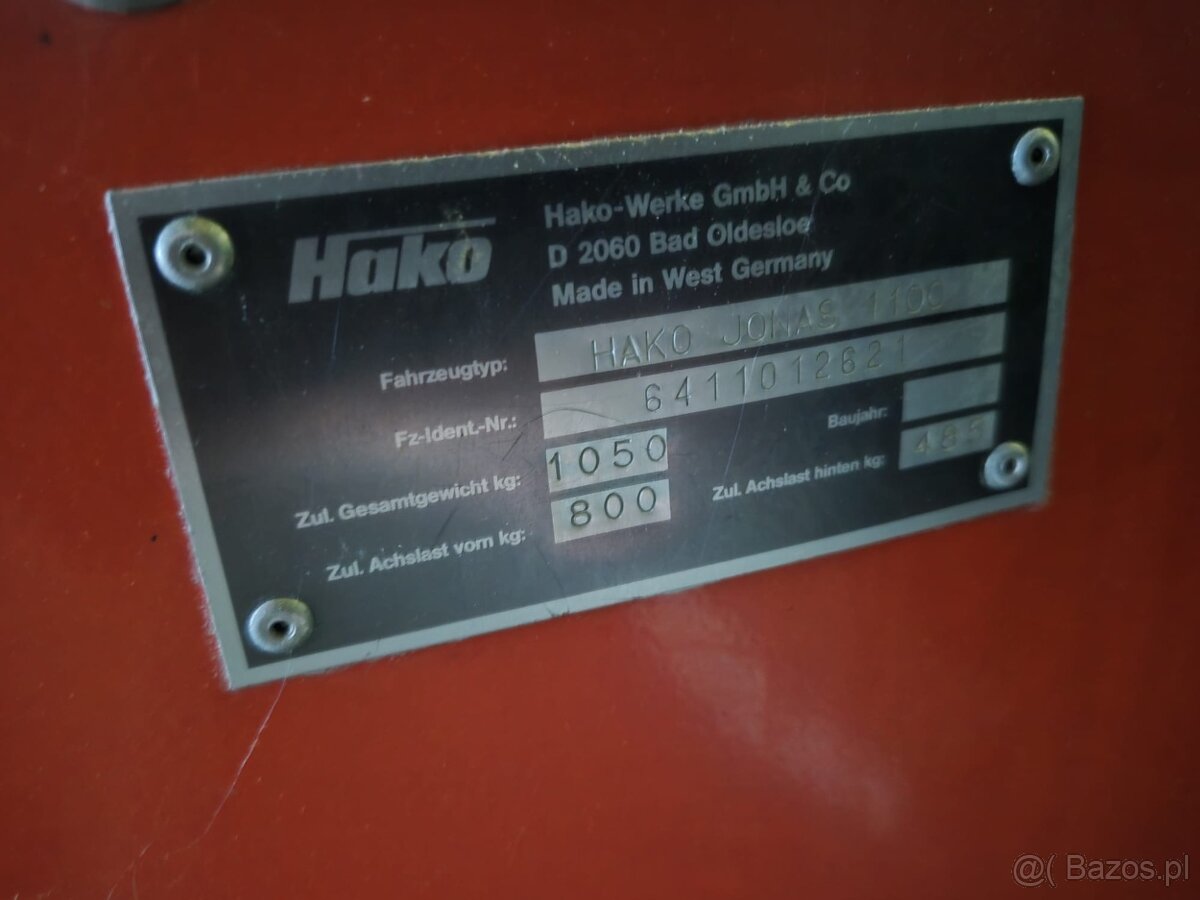 Hako
Hako-Werke GmbH & Co
D 2060 Bad Oldesloe
Made in West Germany
Fahrzeugtyp: HAKO JONAS 1100
Fz-Ident.-Nr.: 6411012621
Baujahr:
Zul. Gesamtgewicht kg: 1050
Zul. Achslast hinten kg: 485
Zul. Achslast vorn kg: 800
@( Bazos.pl